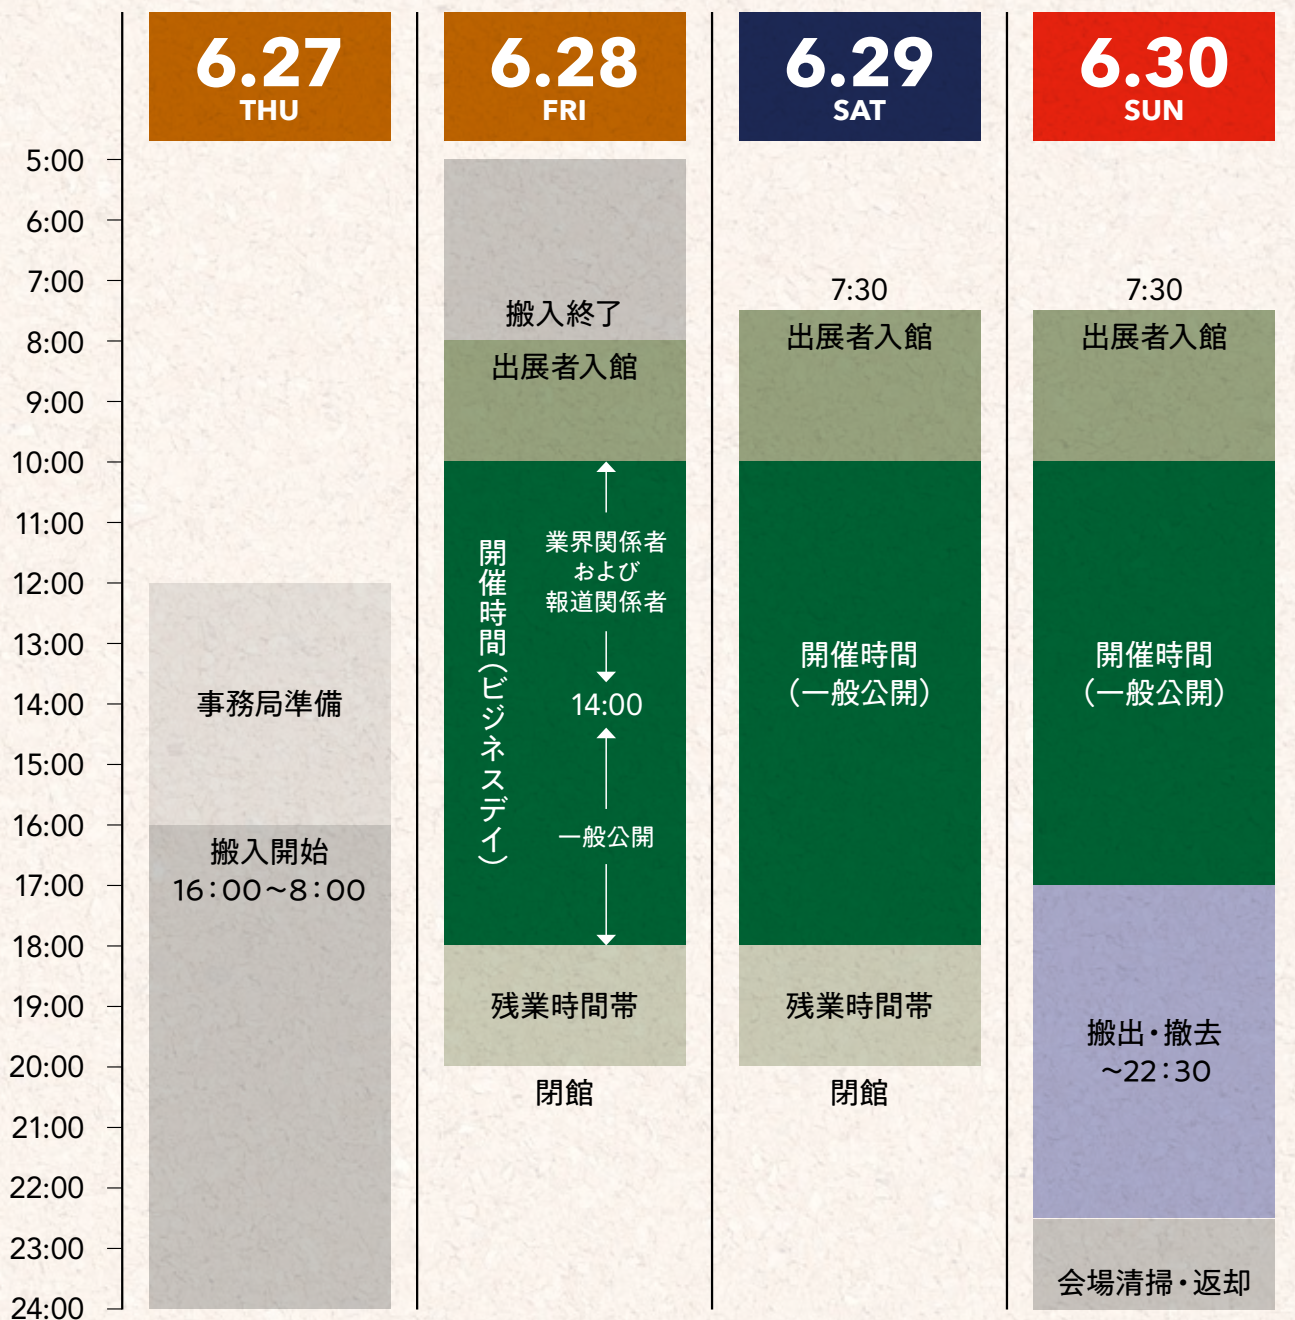 6.27
THU
6.28
FRI
6.29
SAT
6.30
SUN
5:00
6:00
7:00
8:00
9:00
10:00
11:00
12:00
13:00
14:00
15:00
16:00
17:00
18:00
19:00
20:00
21:00
22:00
23:00
24:00
事務局準備
搬入開始
16:00〜8:00
搬入終了
出展者入館
開催時間(ビジネスデイ)
業界関係者
および
報道関係者
14:00
一般公開
残業時間帯
閉館
7:30
出展者入館
開催時間
(一般公開)
残業時間帯
閉館
7:30
出展者入館
開催時間
(一般公開)
搬出・撤去
〜22:30
会場清掃・返却